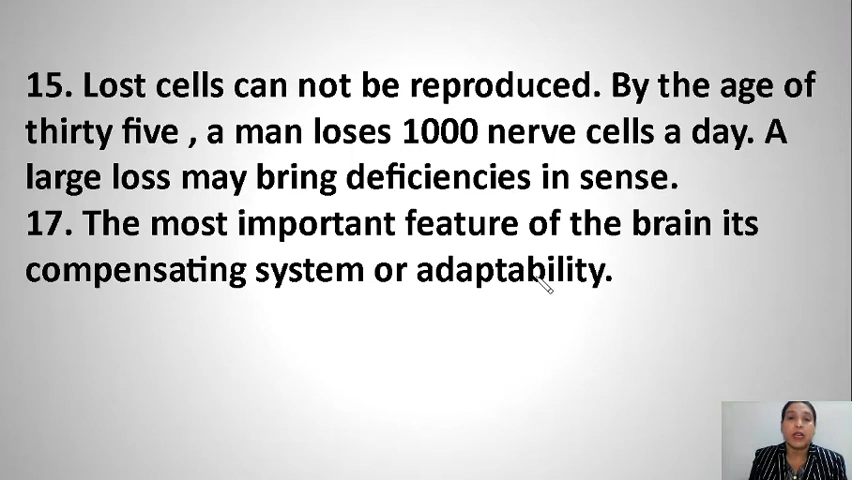 15. Lost cells can not be reproduced. By the age of
thirty five , a man loses 1000 nerve cells a day. A
large loss may bring deficiencies in sense.
17. The most important feature of the brain its
compensating system or adaptability.